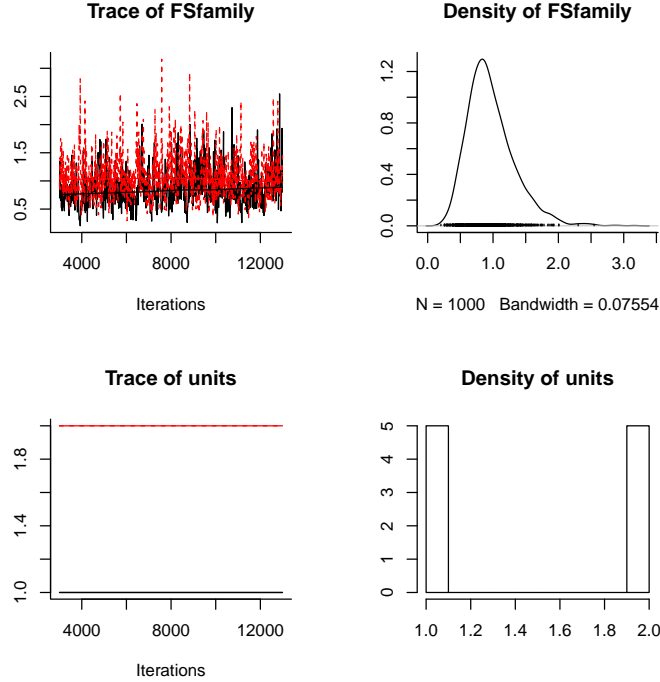 Trace of FSfamily
2.5
1.5
0.5
4000 8000 12000
Iterations
Density of FSfamily
1.2
0.8
0.4
0.0
0.0 1.0 2.0 3.0
N = 1000 Bandwidth = 0.07554
Trace of units
1.8
1.4
1.0
4000 8000 12000
Iterations
Density of units
5
4
3
2
1
0
1.0 1.2 1.4 1.6 1.8 2.0